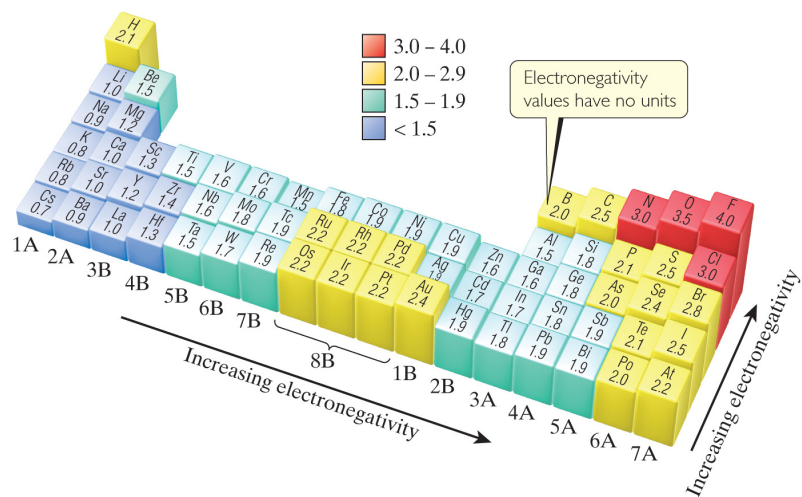 H
2.1
3.0 – 4.0
2.0 – 2.9
1.5 – 1.9
< 1.5
Electronegativity
values have no units
Li
1.0
Be
1.5
Na
0.9
Mg
1.2
K
0.8
Ca
1.0
Sc
1.3
Ti
1.5
V
1.6
Cr
1.6
Mn
1.5
Fe
1.8
Co
1.9
Ni
1.9
Cu
1.9
Zn
1.6
Ga
1.6
Ge
1.8
As
2.0
Se
2.4
Br
2.8
B
2.0
C
2.5
N
3.0
O
3.5
F
4.0
Al
1.5
Si
1.8
P
2.1
S
2.5
Cl
3.0
Rb
0.8
Sr
1.0
Y
1.2
Zr
1.4
Nb
1.6
Mo
1.8
Tc
1.9
Ru
2.2
Rh
2.2
Pd
2.2
Ag
Cd
1.7
In
1.7
Sn
1.8
Sb
1.9
Te
2.1
I
2.5
Cs
0.7
Ba
0.9
La
1.0
Hf
1.3
Ta
1.5
W
1.7
Re
1.9
Os
2.2
Ir
2.2
Pt
2.2
Au
2.4
Hg
1.9
Tl
1.8
Pb
1.9
Bi
1.9
Po
2.0
At
2.2
1A
2A
3B
4B
5B
6B
7B
8B
1B
2B
3A
4A
5A
6A
7A
Increasing electronegativity
Increasing electronegativity